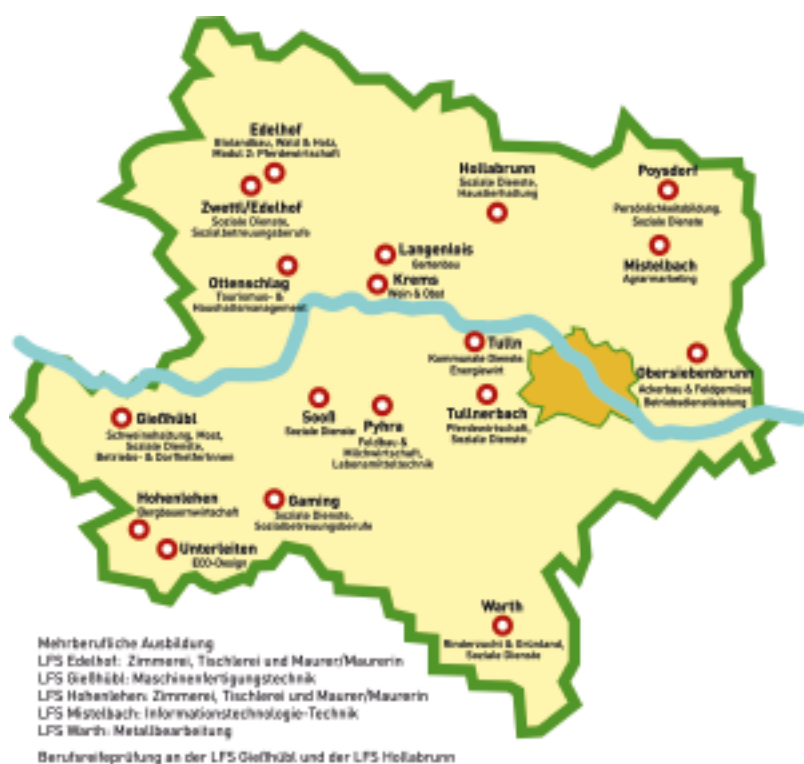 Edelhof
Biolandbau, Wald & Holz,
Modul 2: Pferdewirtschaft
Zwettl/Edelhof
Soziale Dienste,
Sozialbetreuungsberufe
Hollabrunn
Soziale Dienste,
Haushaltung
Poysdorf
Persönlichkeitsbildung,
Soziale Dienste
Langenlois
Gartenbau
Mistelbach
Agrarmarketing
Ottenschlag
Tourismus- &
Haushaltsmanagement
Krems
Wein & Obst
Tulln
Kommunale Dienste
Energiewirt
Obersiebenbrunn
Ackerbau & Feldgemüse,
Betriebsdienstleistung
Gießhübl
Schweinehaltung, Most,
Soziale Dienste,
Betriebs- & DorfhelferInnen
Sooß
Soziale Dienste
Pyhra
Feldbau &
Milchwirtschaft,
Lebensmitteltechnik
Tullnerbach
Pferdewirtschaft,
Soziale Dienste
Hohenlehen
Bergbauernwirtschaft
Gaming
Soziale Dienste,
Sozialbetreuungsberufe
Unterleiten
ECO-Design
Warth
Rinderzucht & Grünland,
Soziale Dienste
Mehrberufliche Ausbildung
LFS Edelhof: Zimmerei, Tischlerei und Maurer/Maurerin
LFS Gießhübl: Maschinenfertigungstechnik
LFS Hohenlehen: Zimmerei, Tischlerei und Maurer/Maurerin
LFS Mistelbach: Informationstechnologie-Technik
LFS Warth: Metallbearbeitung
Berufsreifeprüfung an der LFS Gießhübl und der LFS Hollabrunn